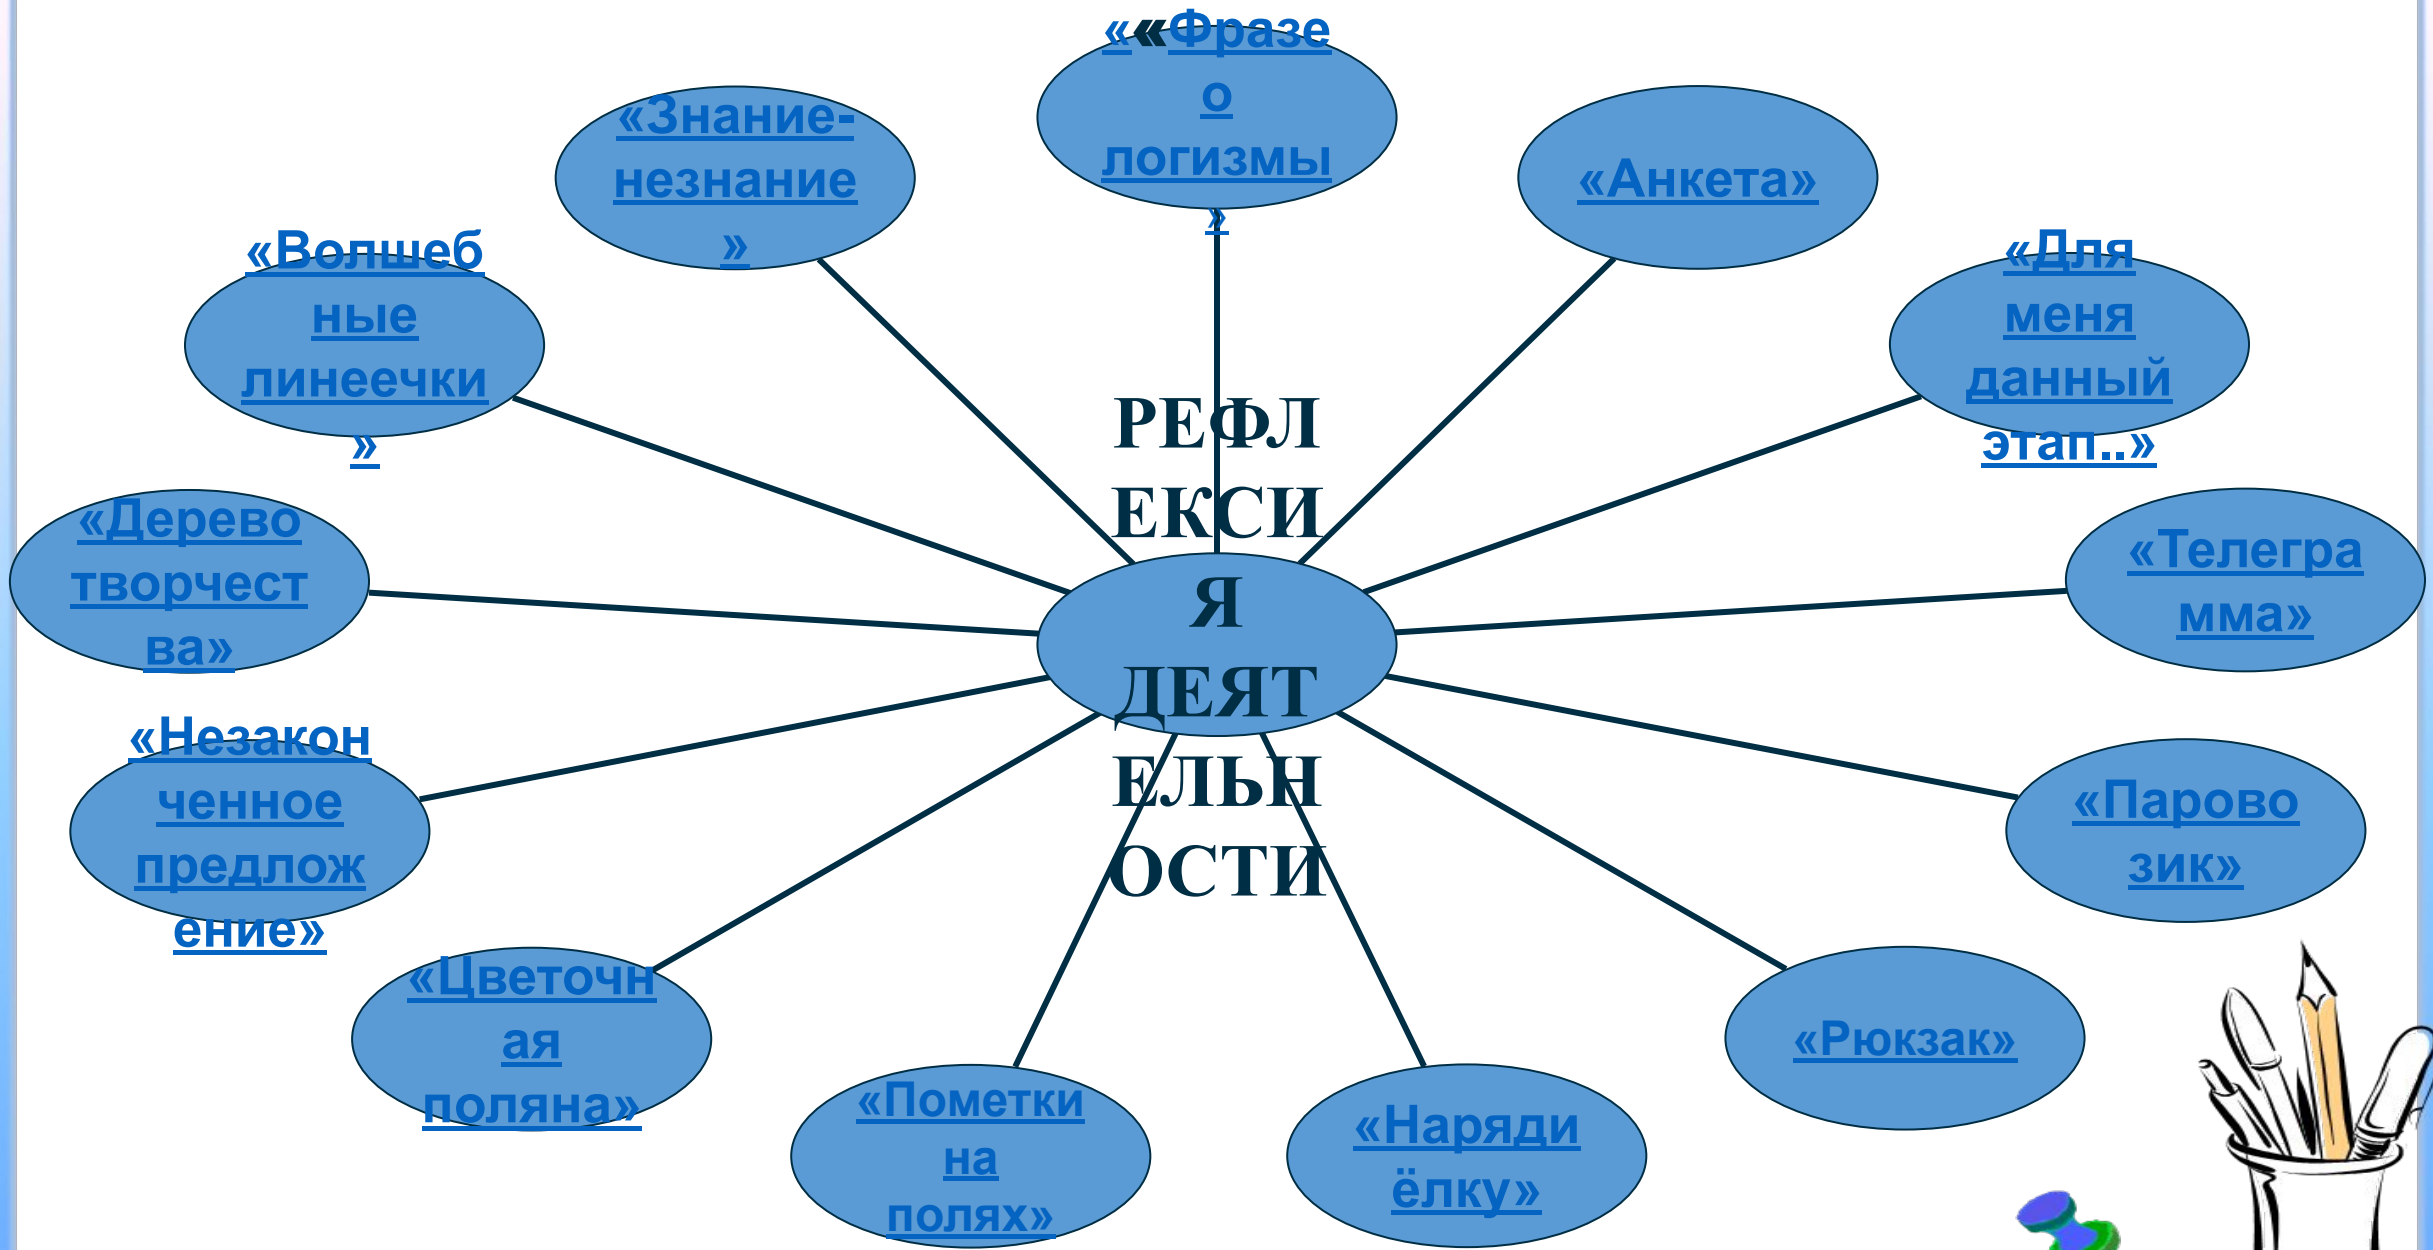 ««Фразе
о
логизмы
»
«Анкета»
«Для
меня
данный
этап..»
«Телегра
мма»
«Парово
зик»
«Рюкзак»
«Наряди
ёлку»
«Пометки
на
полях»
«Цветочн
ая
поляна»
«Незакон
ченное
предлож
ение»
«Дерево
творчест
ва»
«Волшеб
ные
линеечки
»
«Знание-
незнание
»
РЕФЛ
ЕКСИ
Я
ДЕЯТ
ЕЛЬН
ОСТИ